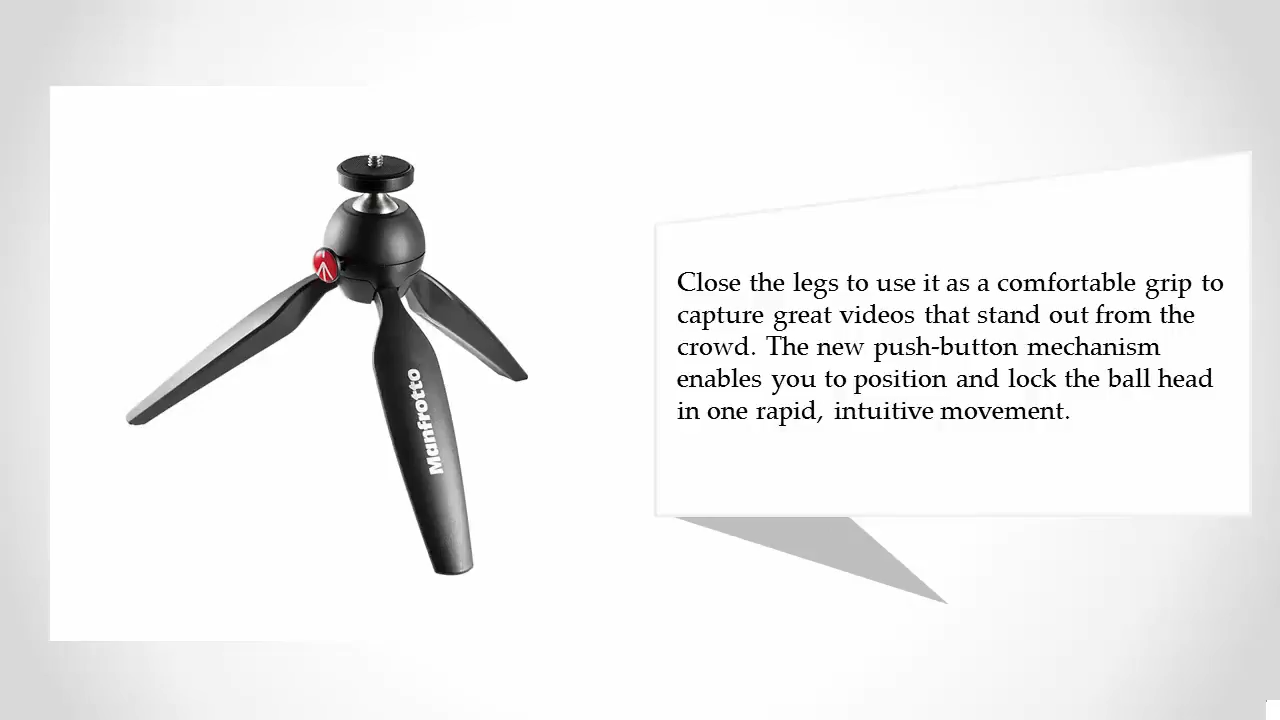 Manfrotto
Close the legs to use it as a comfortable grip to
capture great videos that stand out from the
crowd. The new push-button mechanism
enables you to position and lock the ball head
in one rapid, intuitive movement.